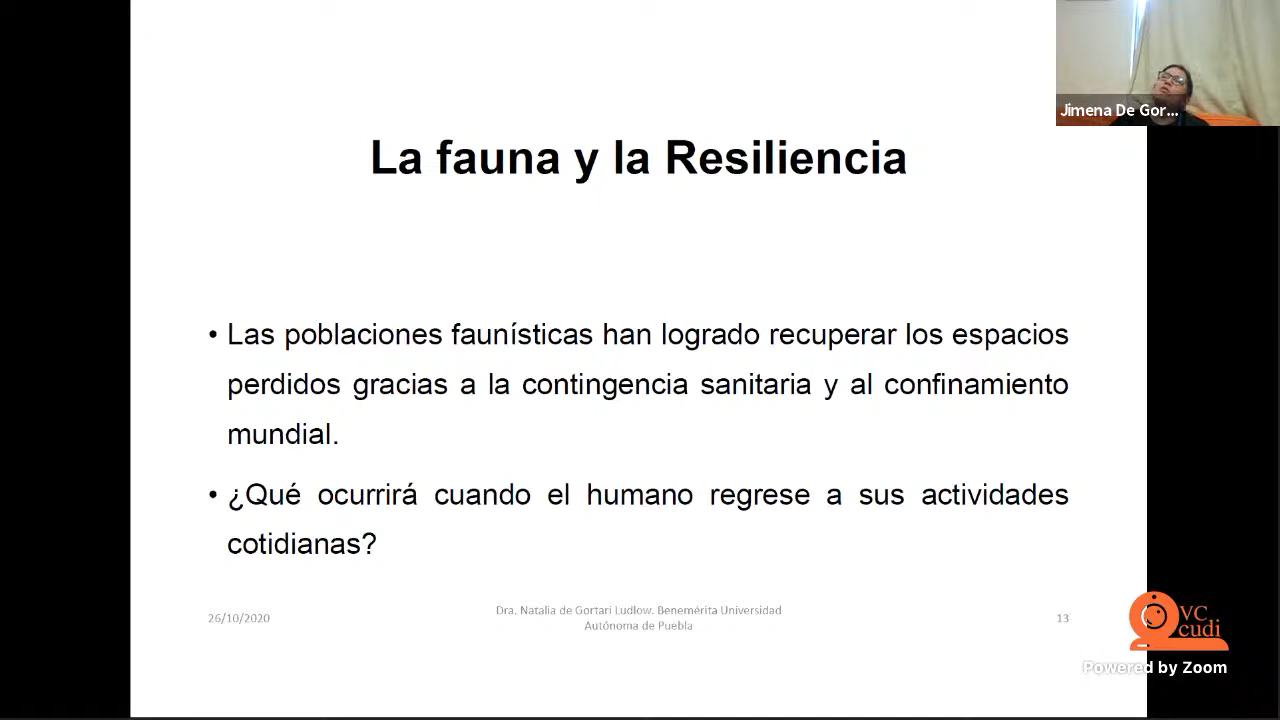 Jimena De Gor...
La fauna y la Resiliencia
• Las poblaciones faunísticas han logrado recuperar los espacios
perdidos gracias a la contingencia sanitaria y al confinamiento
mundial.
• ¿Qué ocurrirá cuando el humano regrese a sus actividades
cotidianas?
26/10/2020
Dra. Natalia de Gortari Ludlow. Benemérita Universidad
Autónoma de Puebla
13
VC
cudi
Powered by Zoom